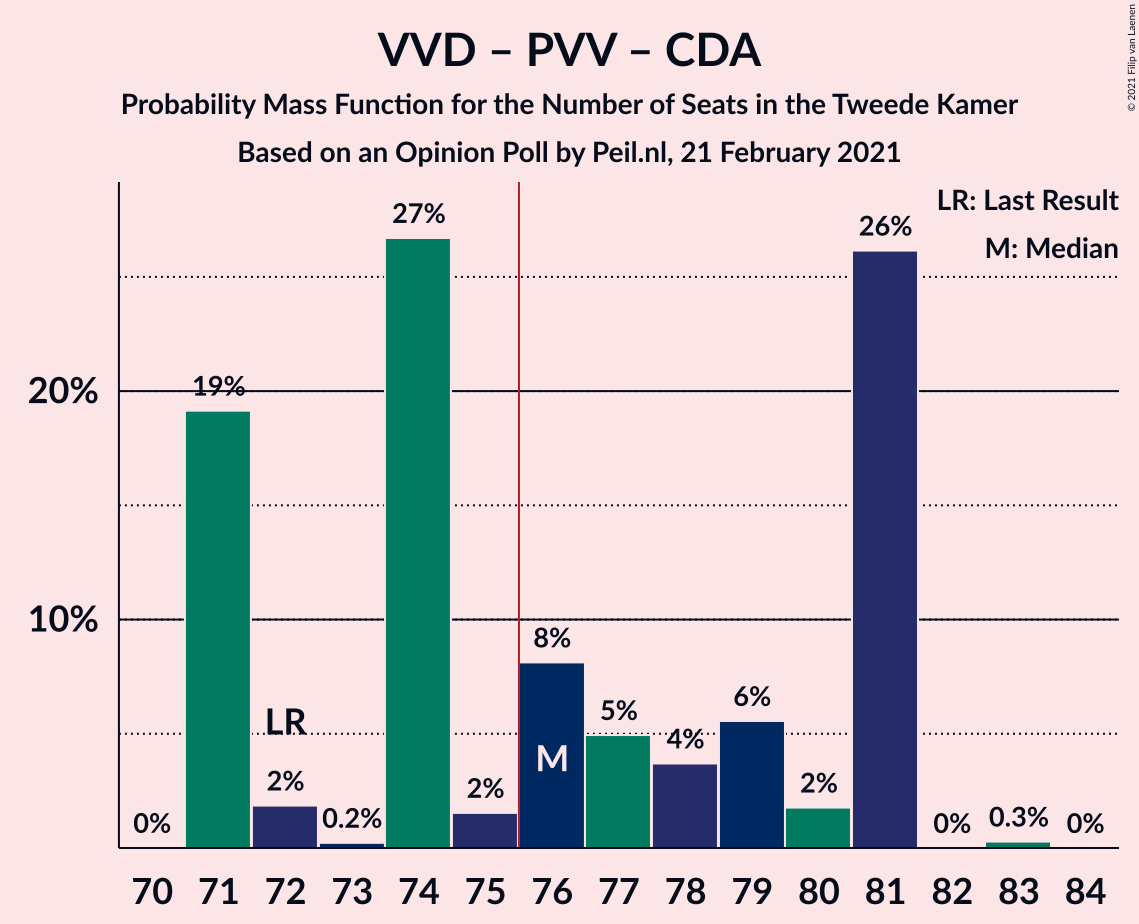 VVD – PVV – CDA
Probability Mass Function for the Number of Seats in the Tweede Kamer
Based on an Opinion Poll by Peil.nl, 21 February 2021
© 2021 Filip van Laenen
LR: Last Result
M: Median
27%
26%
20%
19%
10%
8%
6%
5%
4%
LR
M
2%
2%
2%
0%
0.2%
0%
0.3%
0%
70 71 72 73 74 75 76 77 78 79 80 81 82 83 84